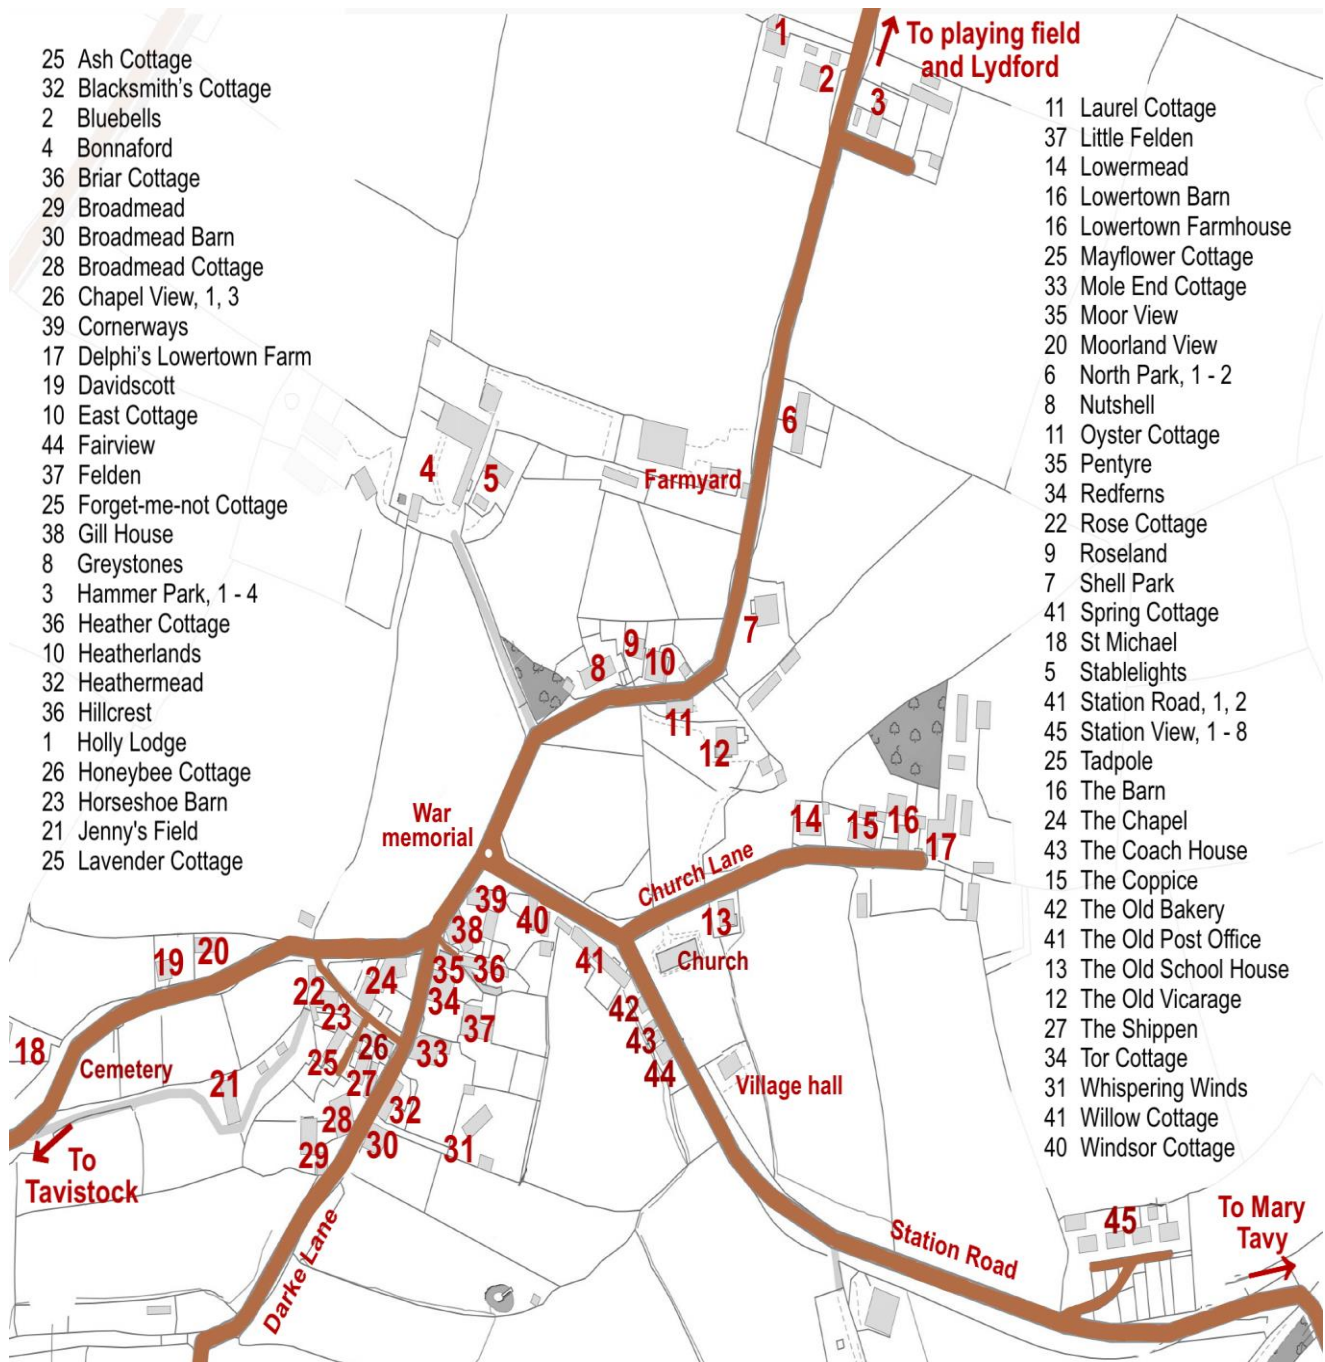 25 Ash Cottage
32 Blacksmith's Cottage
2 Bluebells
4 Bonnaford
36 Briar Cottage
29 Broadmead
30 Broadmead Barn
28 Broadmead Cottage
26 Chapel View, 1, 3
39 Cornerways
17 Delphi's Lowertown Farm
19 Davidscott
10 East Cottage
44 Fairview
37 Felden
25 Forget-me-not Cottage
38 Gill House
8 Greystones
3 Hammer Park, 1 - 4
36 Heather Cottage
10 Heatherlands
32 Heathermead
36 Hillcrest
1 Holly Lodge
26 Honeybee Cottage
23 Horseshoe Barn
21 Jenny's Field
25 Lavender Cottage
11 Laurel Cottage
37 Little Felden
14 Lowermead
16 Lowertown Barn
16 Lowertown Farmhouse
25 Mayflower Cottage
33 Mole End Cottage
35 Moor View
20 Moorland View
6 North Park, 1 - 2
8 Nutshell
11 Oyster Cottage
35 Pentyre
34 Redferns
22 Rose Cottage
9 Roseland
7 Shell Park
41 Spring Cottage
18 St Michael
5 Stablelights
41 Station Road, 1, 2
45 Station View, 1 - 8
25 Tadpole
16 The Barn
24 The Chapel
43 The Coach House
15 The Coppice
42 The Old Bakery
41 The Old Post Office
13 The Old School House
12 The Old Vicarage
27 The Shippen
34 Tor Cottage
31 Whispering Winds
41 Willow Cottage
40 Windsor Cottage
To playing field
and Lydford
1
2
3
4
5
6
Farmyard
7
8
9
10
11
12
War
memorial
14
15
16
17
Church Lane
13
Church
39
38
40
41
35
36
34
37
42
43
44
Village hall
33
19
20
24
22
23
18
Cemetery
21
25
26
27
28
32
30
29
31
To
Tavistock
Darke Lane
Station Road
45
To Mary
Tavy